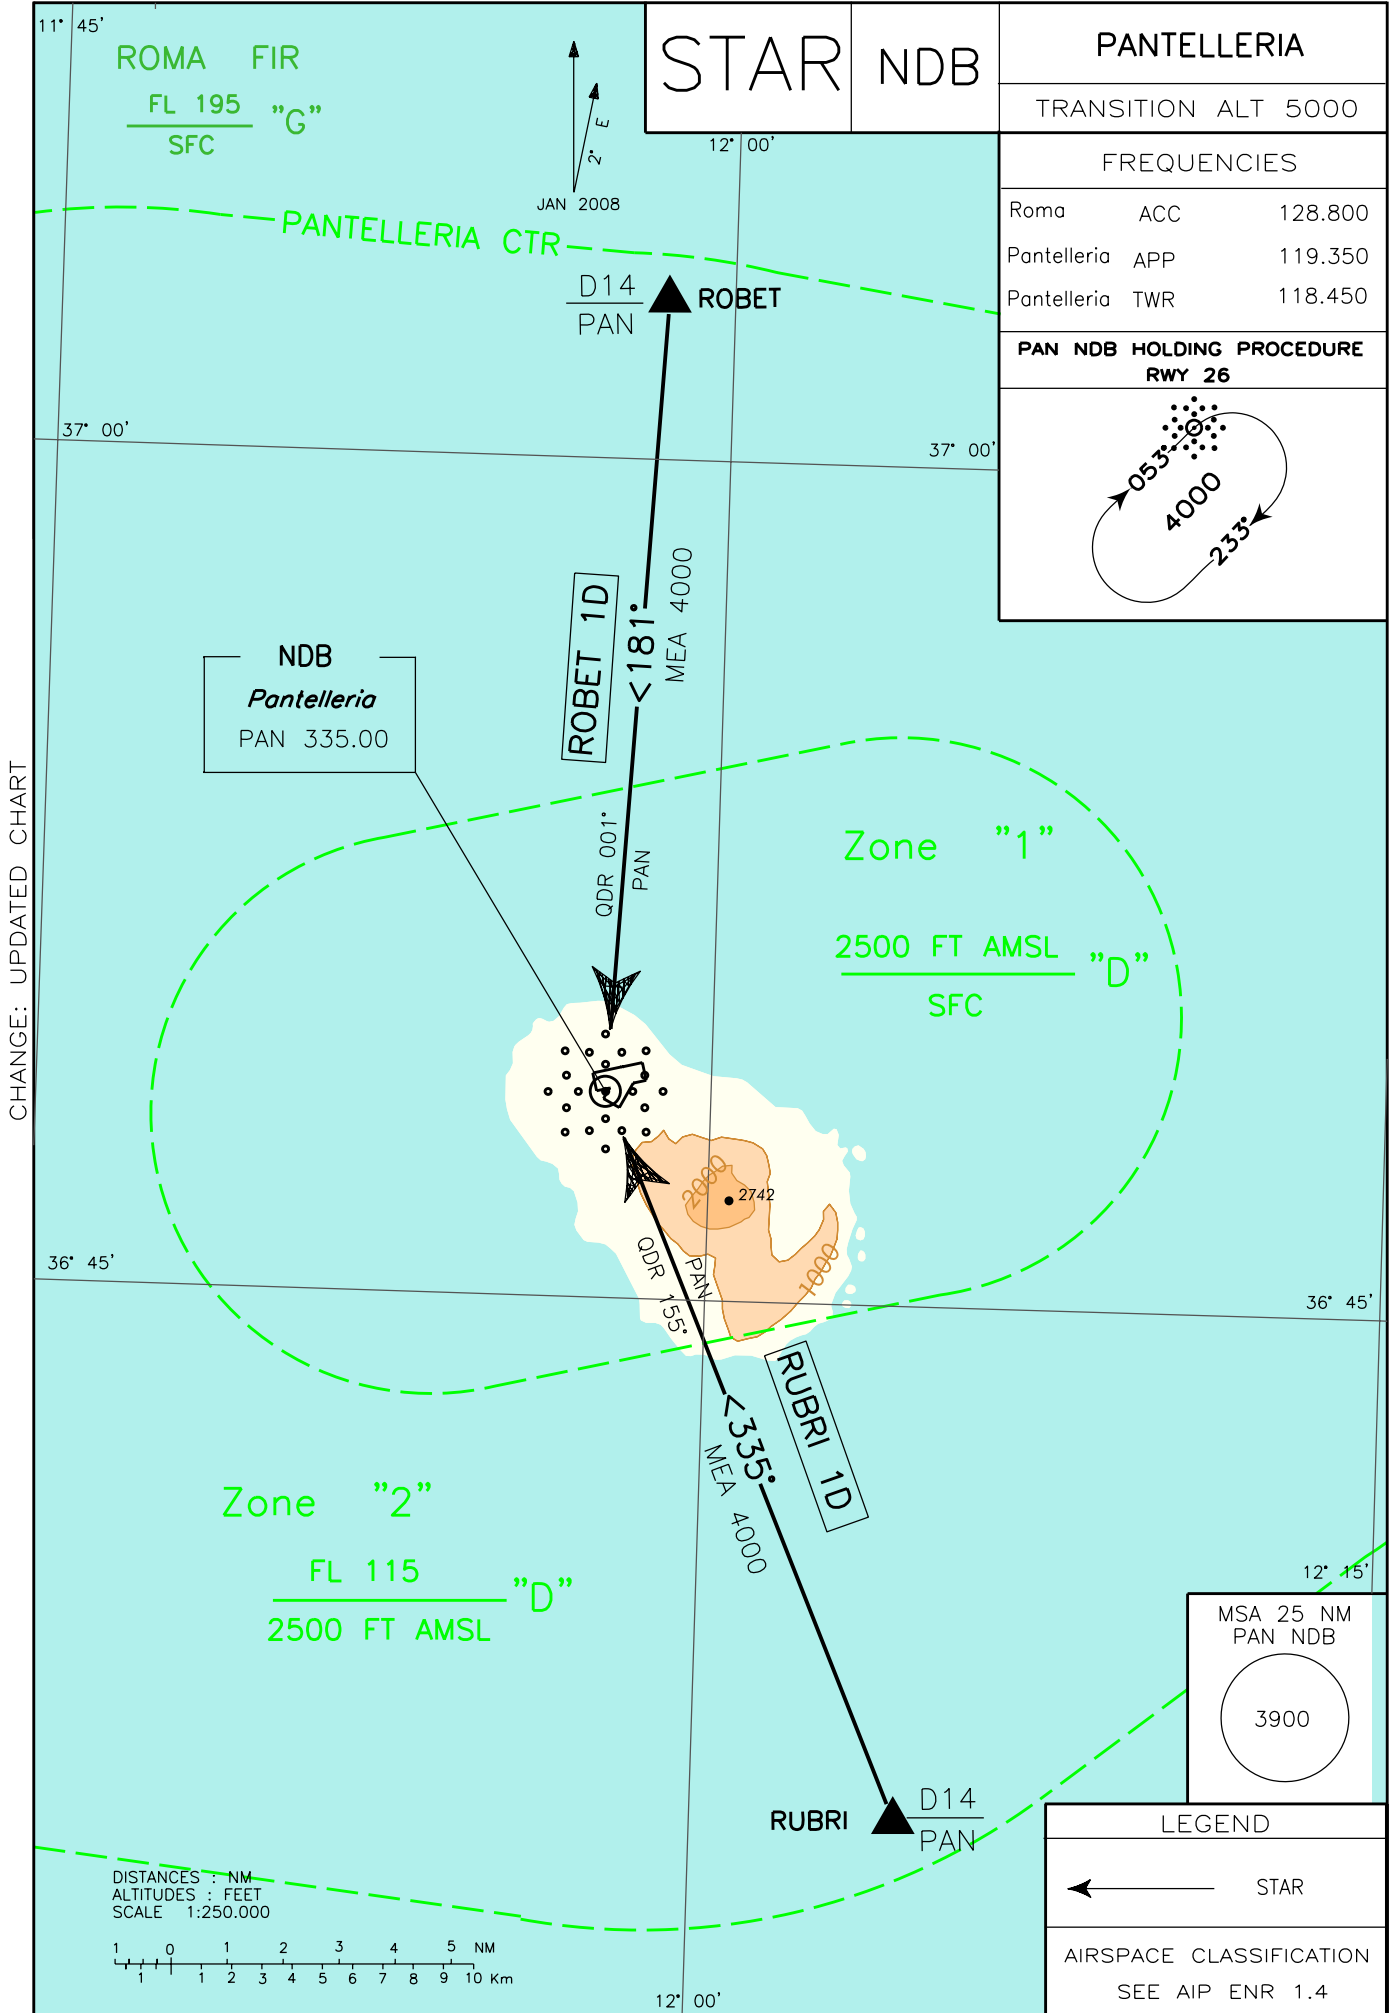 11° 45'
ROMA FIR
FL 195
SFC
"G"
2° E
JAN 2008
STAR
NDB
PANTELLERIA
TRANSITION ALT 5000
12° 00'
FREQUENCIES
Roma ACC 128.800
Pantelleria APP 119.350
Pantelleria TWR 118.450
PAN NDB HOLDING PROCEDURE
RWY 26
053°
4000
233°
PANTELLERIA CTR
D14
PAN
ROBET
37° 00'
37° 00'
ROBET 1D
<181°
MEA 4000
NDB
Pantelleria
PAN 335.00
QDR 001°
PAN
Zone "1"
2500 FT AMSL
SFC
"D"
CHANGE: UPDATED CHART
2000
2742
1000
36° 45'
36° 45'
QDR 155°
PAN
RUBRI 1D
<335°
MEA 4000
Zone "2"
FL 115
2500 FT AMSL
"D"
12° 15'
MSA 25 NM
PAN NDB
3900
RUBRI
D14
PAN
LEGEND
STAR
AIRSPACE CLASSIFICATION
SEE AIP ENR 1.4
DISTANCES : NM
ALTITUDES : FEET
SCALE 1:250.000
1 0 1 2 3 4 5 NM
1 1 2 3 4 5 6 7 8 9 10 Km
12° 00'